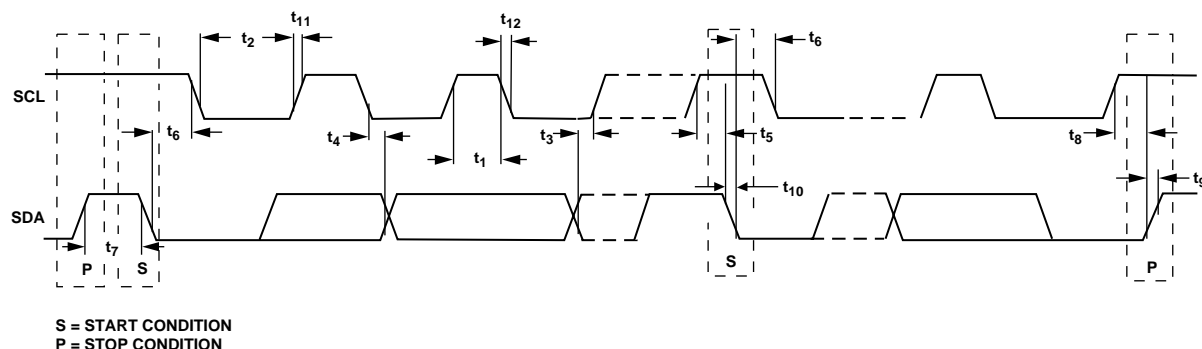 t11
t12
t2
t6
SCL
t6
t4
t3
t5
t8
t1
t10
t9
SDA
t7
P
S
S
P
S = START CONDITION
P = STOP CONDITION